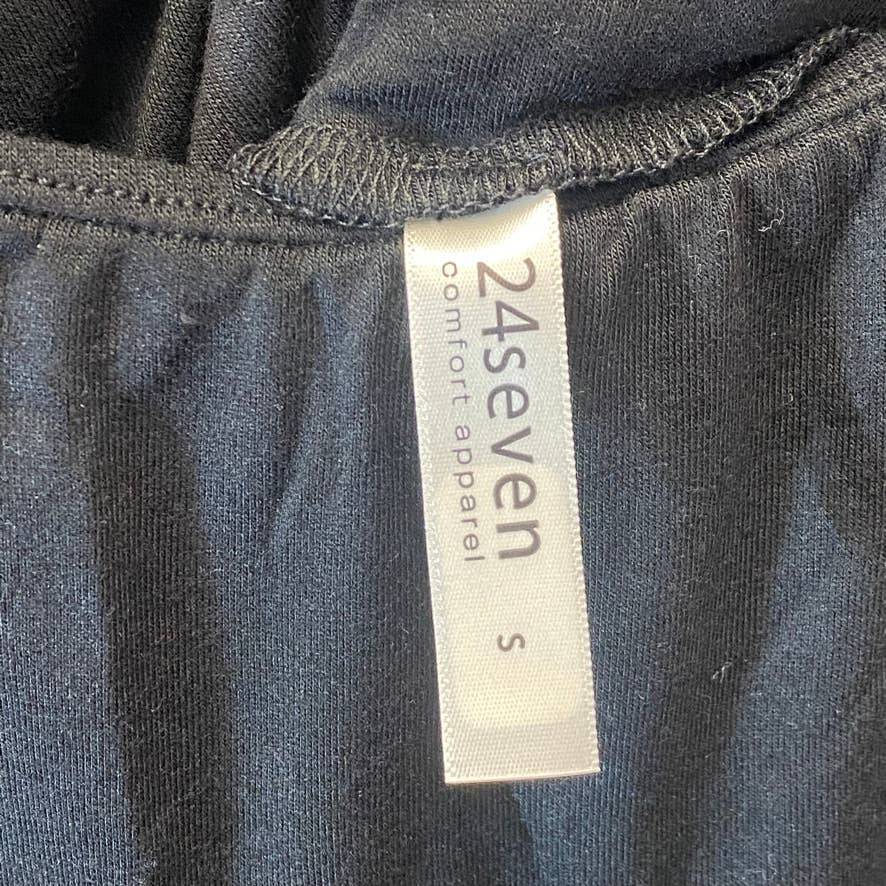 24seven
comfort apparel
s